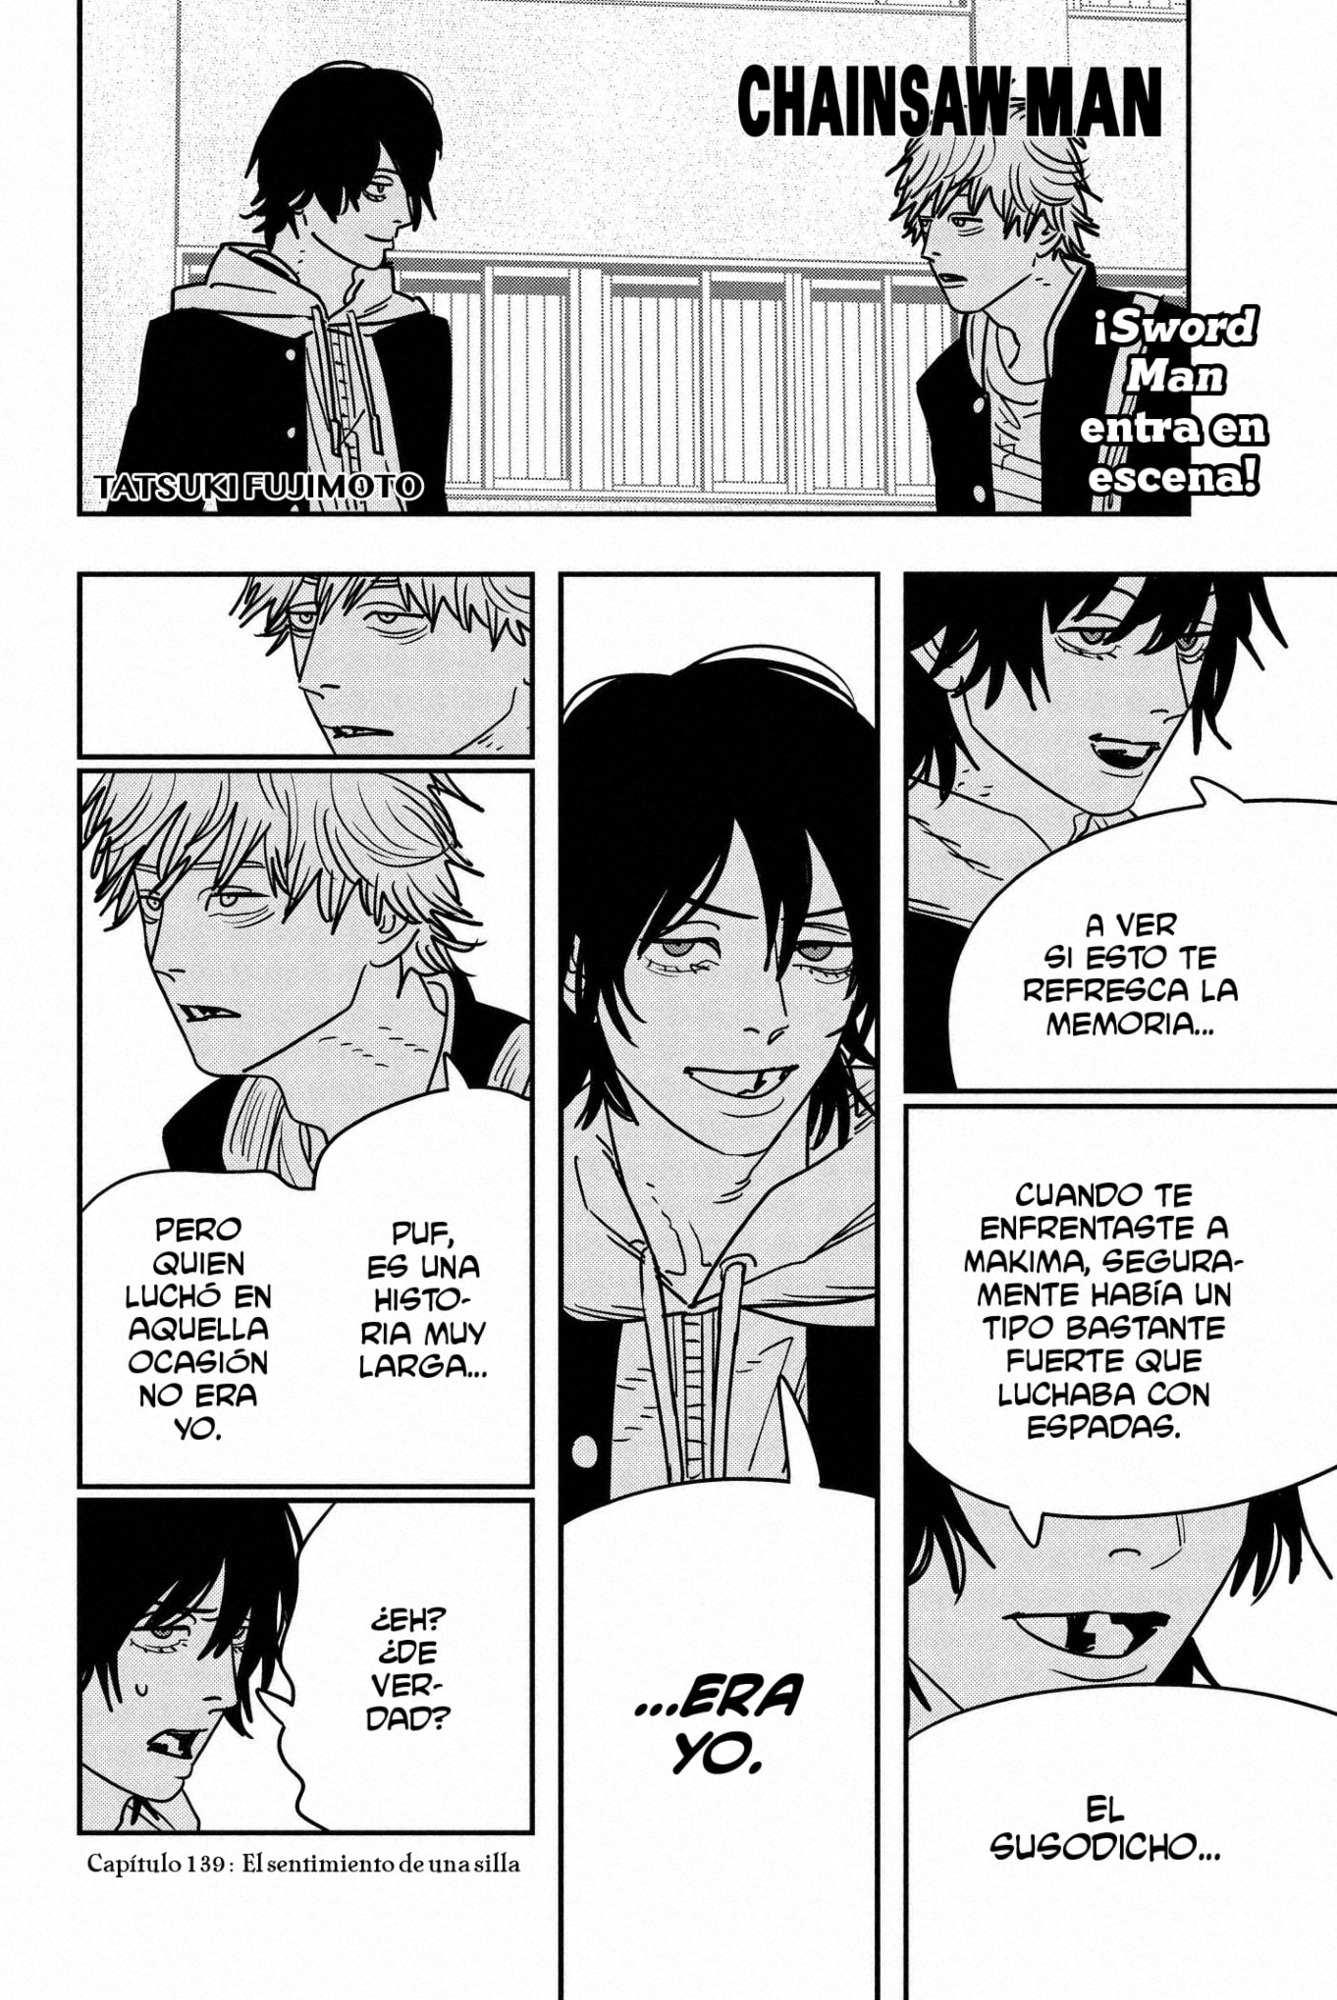 CHAINSAW MAN
¡Sword
Man
entra en
escena!
TATSUKI FUJIMOTO
A VER
SI ESTO TE
REFRESCA LA
MEMORIA...
CUANDO TE
ENFRENTASTE A
MAKIMA, SEGURA-
MENTE HABÍA UN
TIPO BASTANTE
FUERTE QUE
LUCHABA CON
ESPADAS.
EL
SUSODICHO...
...ERA
YO.
PUF,
ES UNA
HISTO-
RIA MUY
LARGA...
PERO
QUIEN
LUCHÓ EN
AQUELLA
OCASIÓN
NO ERA
YO.
¿EH?
¿DE
VER-
DAD?
Capítulo 139: El sentimiento de una silla